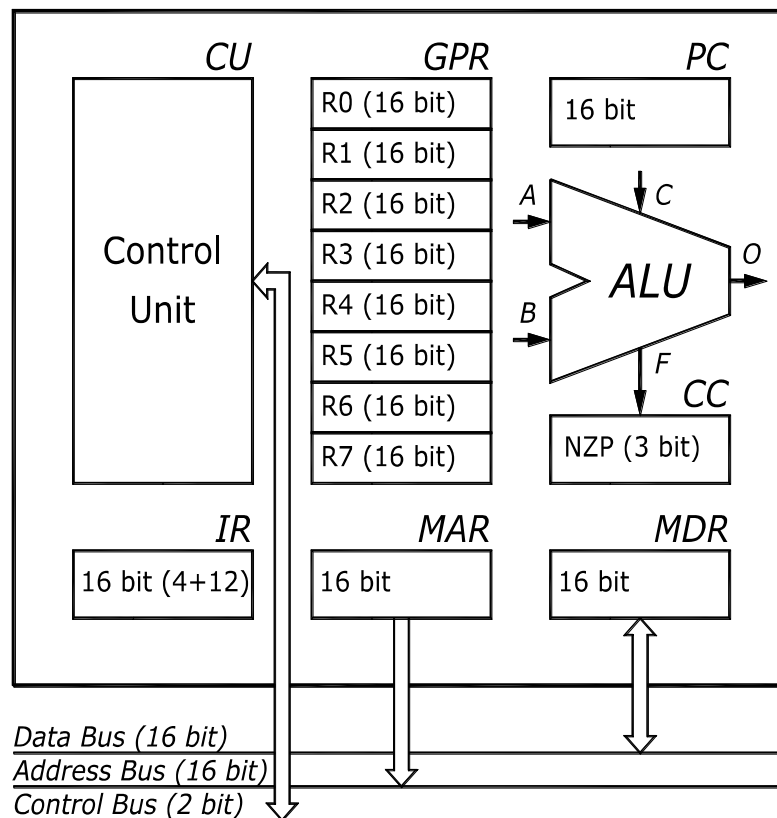 CU
GPR
PC
R0 (16 bit)
16 bit
R1 (16 bit)
A
C
R2 (16 bit)
Control
Unit
R3 (16 bit)
O
ALU
R4 (16 bit)
B
R5 (16 bit)
F
CC
R6 (16 bit)
NZP (3 bit)
R7 (16 bit)
IR
MAR
MDR
16 bit (4+12)
16 bit
16 bit
Data Bus (16 bit)
Address Bus (16 bit)
Control Bus (2 bit)